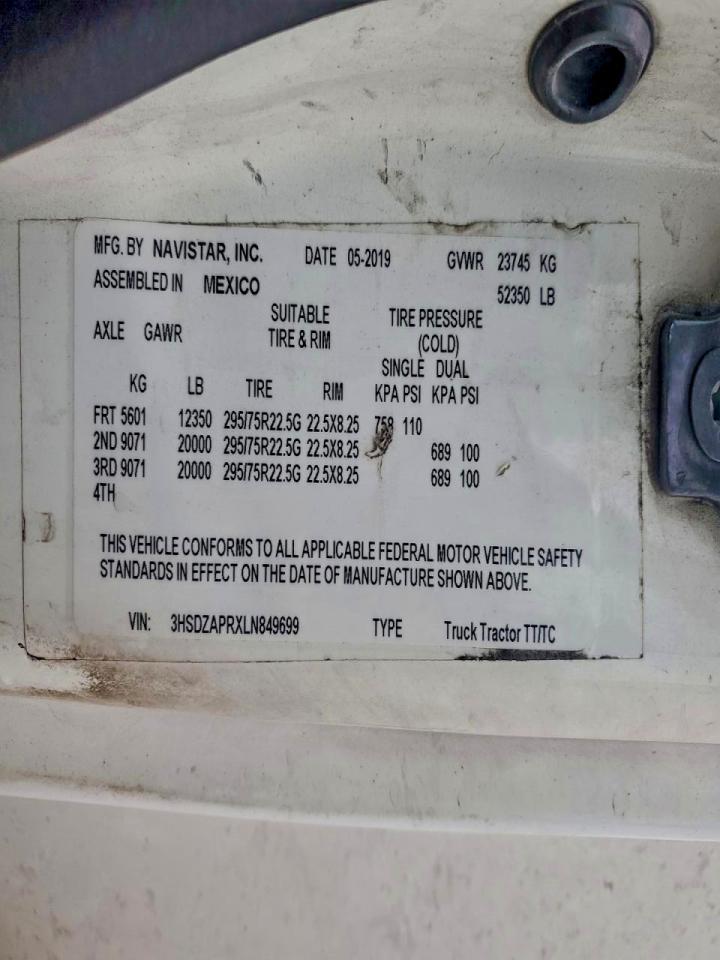 MFG. BY NAVISTAR, INC. DATE 05-2019 GVWR 23745 KG
ASSEMBLED IN MEXICO 52350 LB
SUITABLE TIRE PRESSURE
AXLE GAWR TIRE & RIM (COLD)
SINGLE DUAL
KG LB TIRE RIM KPA PSI KPA PSI
FRT 5601 12350 295/75R22.5G 22.5X8.25 758 110
2ND 9071 20000 295/75R22.5G 22.5X8.25 689 100
3RD 9071 20000 295/75R22.5G 22.5X8.25 689 100
4TH
THIS VEHICLE CONFORMS TO ALL APPLICABLE FEDERAL MOTOR VEHICLE SAFETY
STANDARDS IN EFFECT ON THE DATE OF MANUFACTURE SHOWN ABOVE.
VIN: 3HSDZAPRXLN849699 TYPE Truck Tractor TT/TC